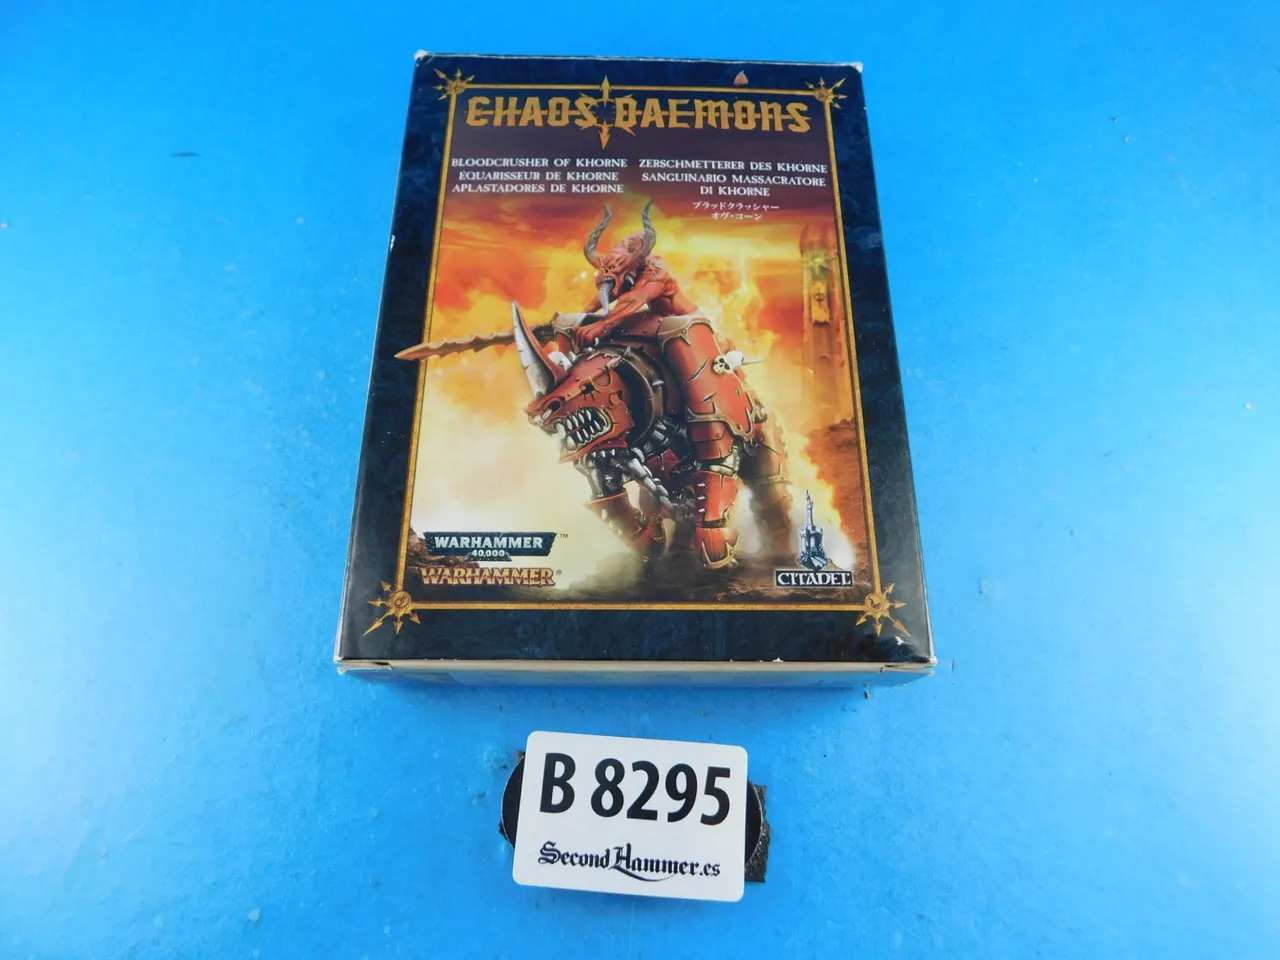 CHAOS DAEMONS
BLOODCRUSHER OF KHORNE
ÉQUARISSEUR DE KHORNE
APLASTADORES DE KHORNE
ZERSCHMETTERER DES KHORNE
SANGUINARIO MASSACRATORE
DI KHORNE
ブラッドクラッシャー
オヴ・コーン
WARHAMMER™
40,000
WARHAMMER®
CITADEL
B 8295
SecondHammer.es